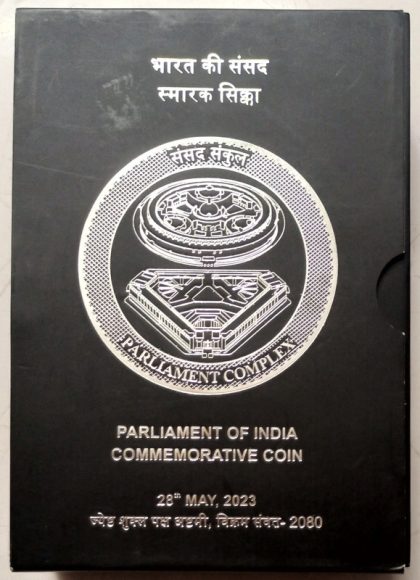 भारत की संसद
स्मारक सिक्का
संसद संकुल
PARLIAMENT COMPLEX
PARLIAMENT OF INDIA
COMMEMORATIVE COIN
28th MAY, 2023
ज्येष्ठ शुक्ल पक्ष अष्टमी, विक्रम संवत- 2080